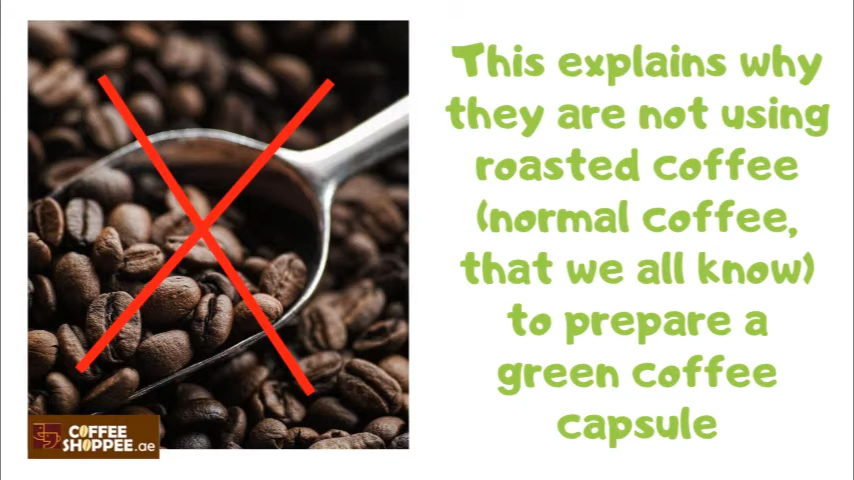 This explains why
they are not using
roasted coffee
(normal coffee,
that we all know)
to prepare a
green coffee
capsule
COFFEE
SHOPPEE.ae